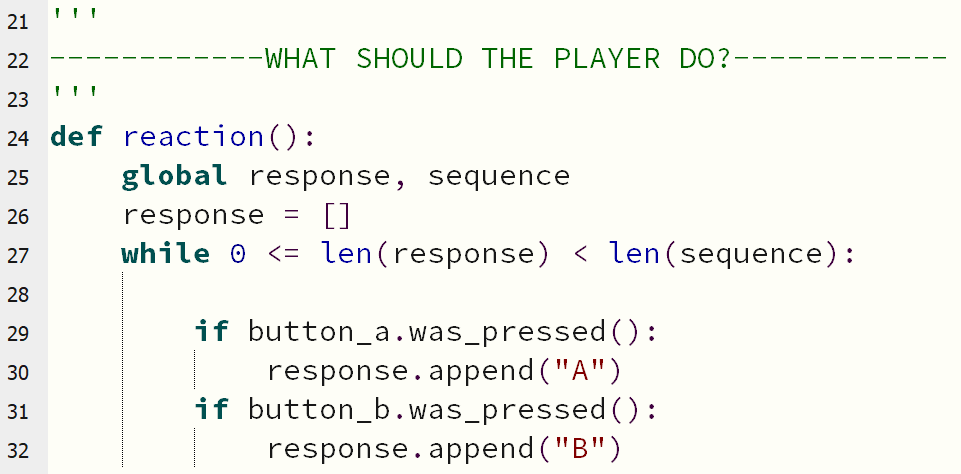 21 '''
22 ------------WHAT SHOULD THE PLAYER DO?------------
23 '''
24 def reaction():
25     global response, sequence
26     response = []
27     while 0 <= len(response) < len(sequence):
28
29         if button_a.was_pressed():
30             response.append("A")
31         if button_b.was_pressed():
32             response.append("B")